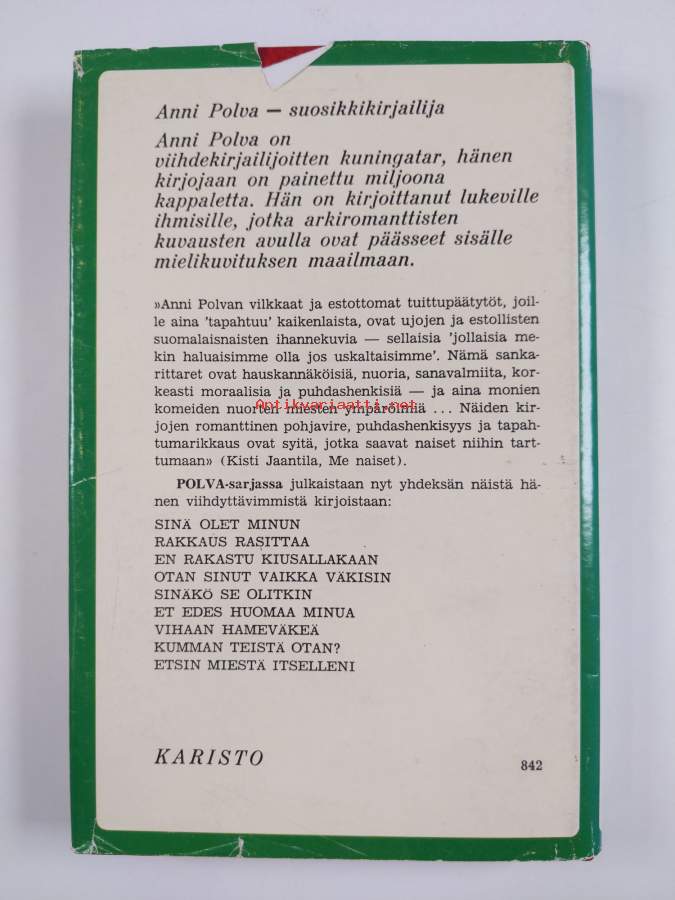 Anni Polva — suosikkikirjailija
Anni Polva on
viihdekirjailijoitten kuningatar, hänen
kirjojaan on painettu miljoona
kappaletta. Hän on kirjoittanut lukeville
ihmisille, jotka arkiromanttisten
kuvausten avulla ovat päässeet sisälle
mielikuvituksen maailmaan.
»Anni Polvan vilkkaat ja estottomat tuittupäätytöt, joil-
le aina 'tapahtuu' kaikenlaista, ovat ujojen ja estollisten
suomalaisnaisten ihannekuvia — sellaisia 'jollaisia me-
kin haluaisimme olla jos uskaltaisimme'. Nämä sanka-
rittaret ovat hauskannäköisiä, nuoria, sanavalmiita, kor-
keasti moraalisia ja puhdashenkisiä — ja aina monien
komeiden nuorten miesten ympäröimiä ... Näiden kir-
Antikvariaatti.net
jojen romanttinen pohjavire, puhdashenkisyys ja tapah-
tumarikkaus ovat syitä, jotka saavat naiset niihin tart-
tumaan» (Kisti Jaantila, Me naiset).
POLVA-sarjassa julkaistaan nyt yhdeksän näistä hä-
nen viihdyttävimmistä kirjoistaan:
SINÄ OLET MINUN
RAKKAUS RASITTAA
EN RAKASTU KIUSALLAKAAN
OTAN SINUT VAIKKA VÄKISIN
SINÄKÖ SE OLITKIN
ET EDES HUOMAA MINUA
VIHAAN HAMEVÄKEÄ
KUMMAN TEISTÄ OTAN?
ETSIN MIESTÄ ITSELLENI
KARISTO
842